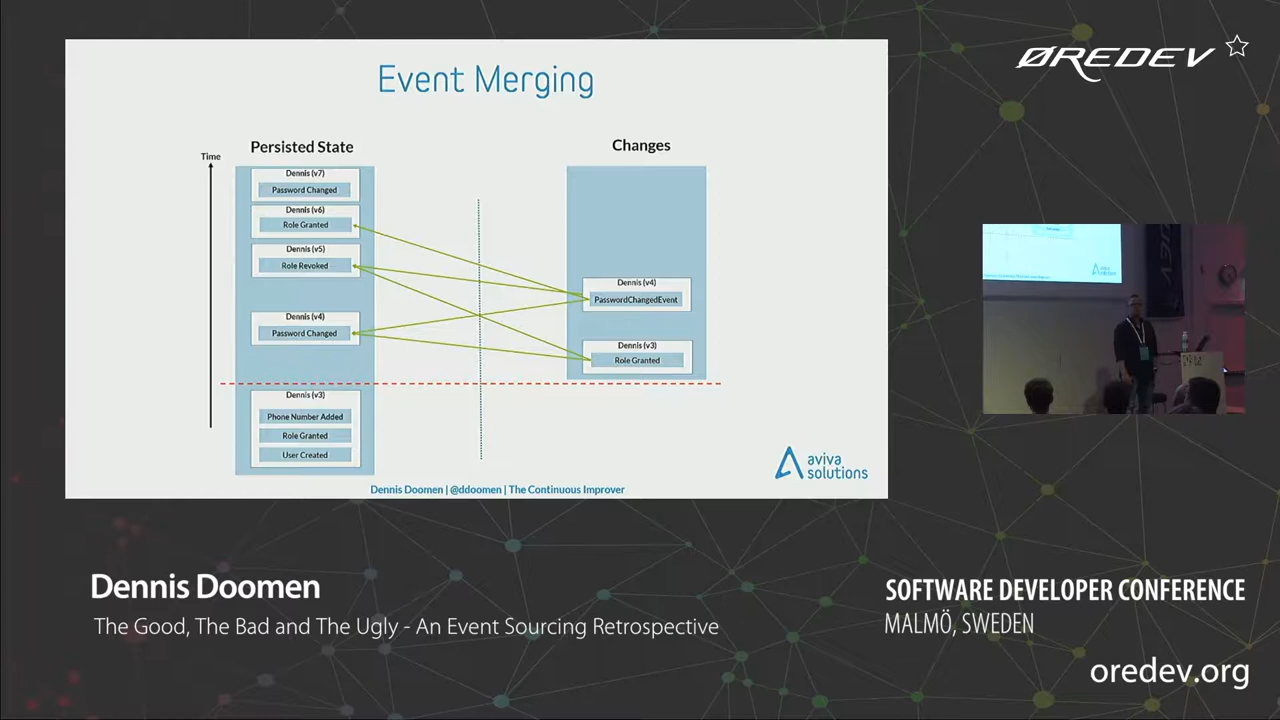 ØREDEV
Event Merging
Time
Persisted State
Changes
Dennis (v7)
Password Changed
Dennis (v6)
Role Granted
Dennis (v5)
Role Revoked
Dennis (v4)
Password Changed
Dennis (v3)
Phone Number Added
Role Granted
User Created
Dennis (v4)
PasswordChangedEvent
Dennis (v3)
Role Granted
aviva
solutions
Dennis Doomen | @ddoomen | The Continuous Improver
Dennis Doomen
The Good, The Bad and The Ugly - An Event Sourcing Retrospective
SOFTWARE DEVELOPER CONFERENCE
MALMÖ, SWEDEN
oredev.org